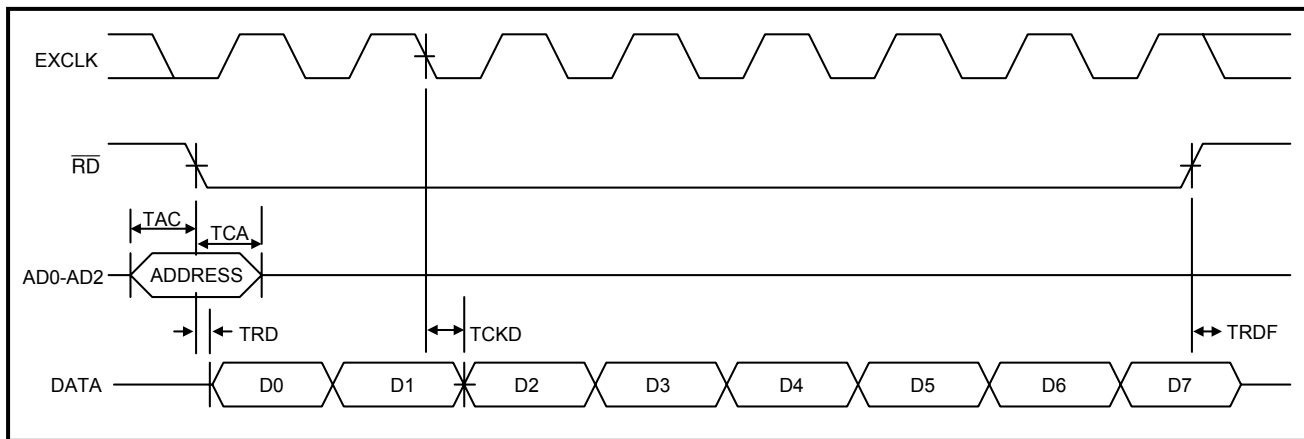 EXCLK
RD
TAC
TCA
AD0-AD2
ADDRESS
TRD
TCKD
TRDF
DATA
D0
D1
D2
D3
D4
D5
D6
D7